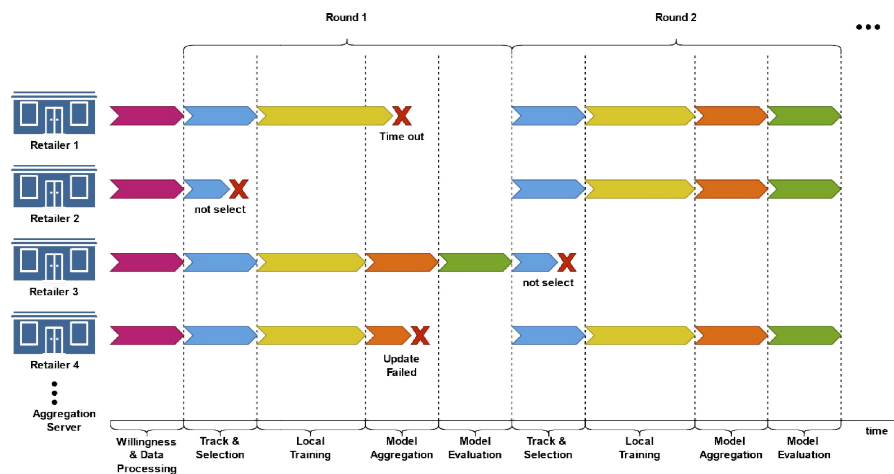 Round 1
Round 2
Retailer 1
Time out
Retailer 2
not select
Retailer 3
not select
Retailer 4
Update
Failed
Aggregation
Server
time
Willingness
& Data
Processing
Track &
Selection
Local
Training
Model
Aggregation
Model
Evaluation
Track &
Selection
Local
Training
Model
Aggregation
Model
Evaluation